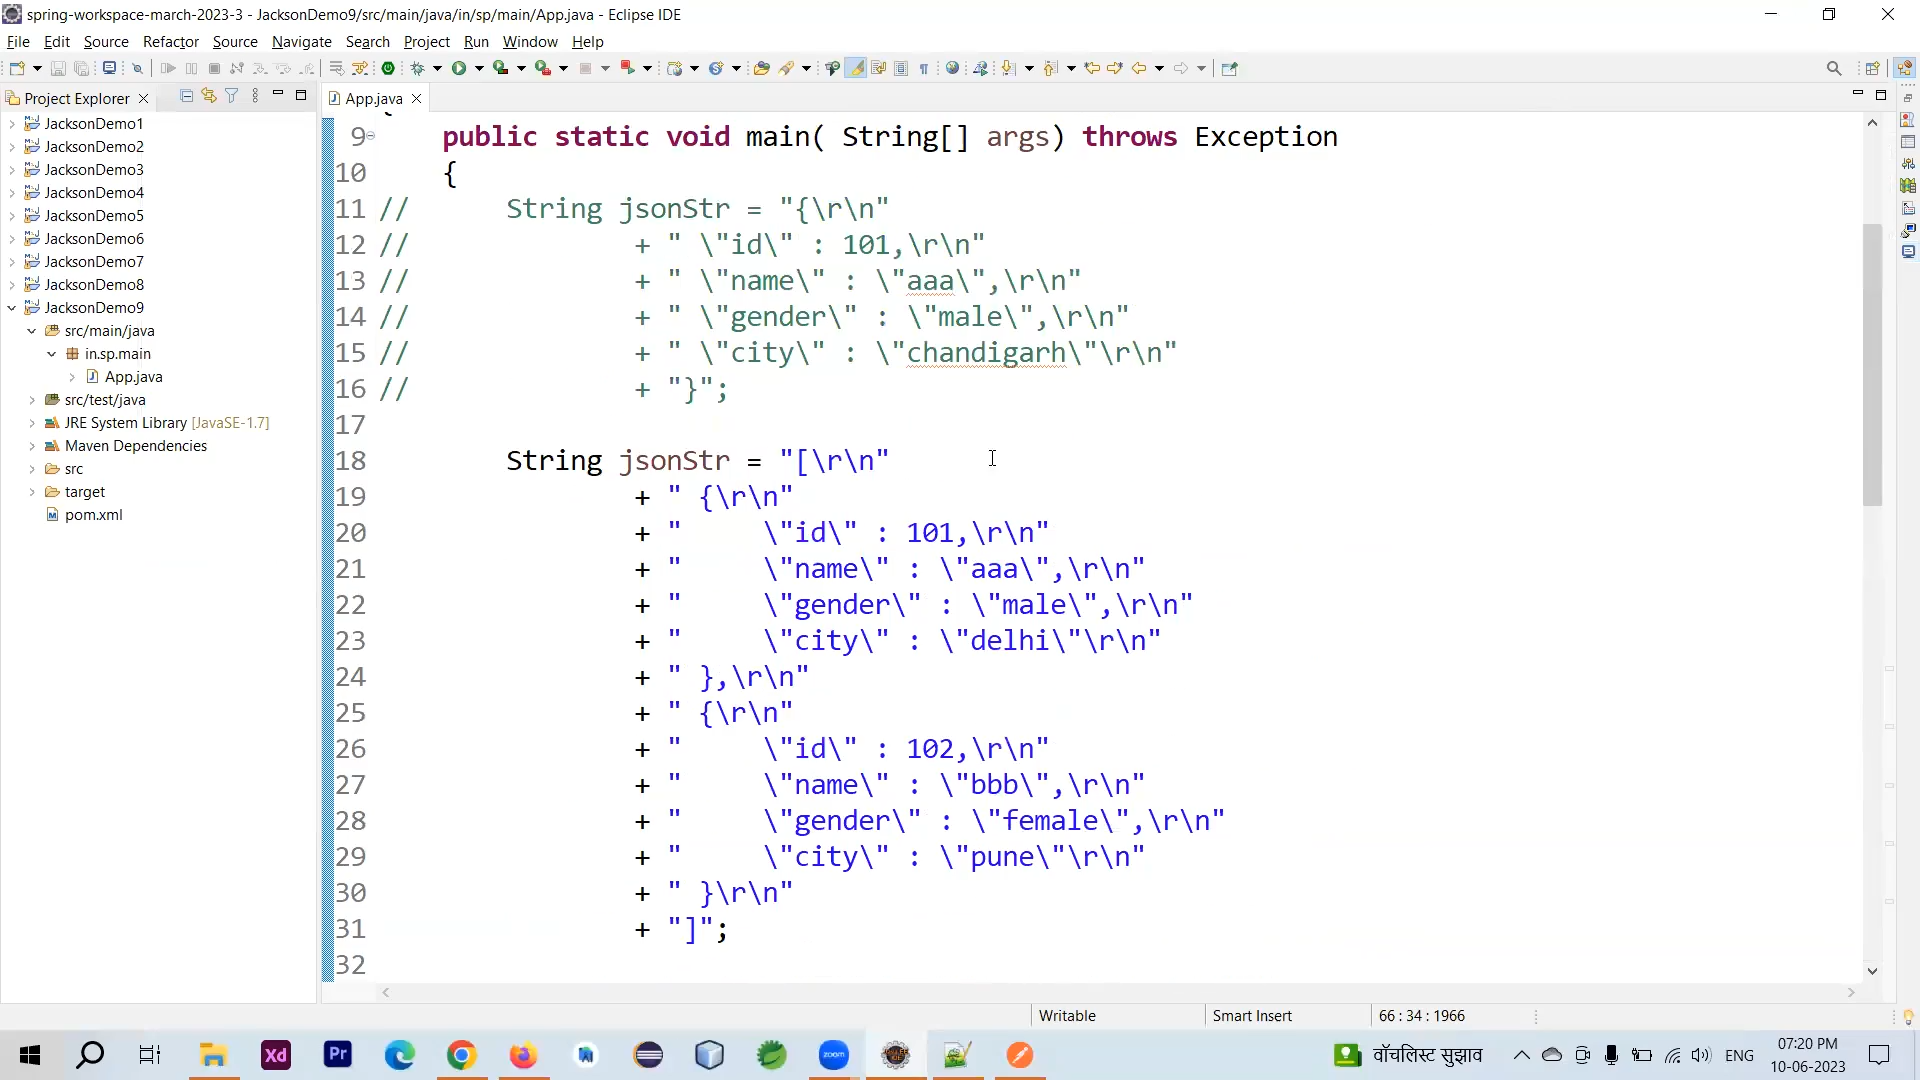 spring-workspace-march-2023-3 - JacksonDemo9/src/main/java/in/sp/main/App.java - Eclipse IDE
File Edit Source Refactor Source Navigate Search Project Run Window Help
Project Explorer
App.java
JacksonDemo1
JacksonDemo2
JacksonDemo3
JacksonDemo4
JacksonDemo5
JacksonDemo6
JacksonDemo7
JacksonDemo8
JacksonDemo9
src/main/java
in.sp.main
App.java
src/test/java
JRE System Library [JavaSE-1.7]
Maven Dependencies
src
target
pom.xml
9 public static void main( String[] args) throws Exception
10 {
11 // String jsonStr = "{\r\n"
12 // + " \"id\" : 101,\r\n"
13 // + " \"name\" : \"aaa\",\r\n"
14 // + " \"gender\" : \"male\",\r\n"
15 // + " \"city\" : \"chandigarh\"\r\n"
16 // + "}";
17
18 String jsonStr = "[\r\n"
19 + " {\r\n"
20 + "     \"id\" : 101,\r\n"
21 + "     \"name\" : \"aaa\",\r\n"
22 + "     \"gender\" : \"male\",\r\n"
23 + "     \"city\" : \"delhi\"\r\n"
24 + " },\r\n"
25 + " {\r\n"
26 + "     \"id\" : 102,\r\n"
27 + "     \"name\" : \"bbb\",\r\n"
28 + "     \"gender\" : \"female\",\r\n"
29 + "     \"city\" : \"pune\"\r\n"
30 + " }\r\n"
31 + "]";
32
Writable Smart Insert 66 : 34 : 1966
Xd Pr zoom वॉचलिस्ट सुझाव ENG 07:20 PM
10-06-2023